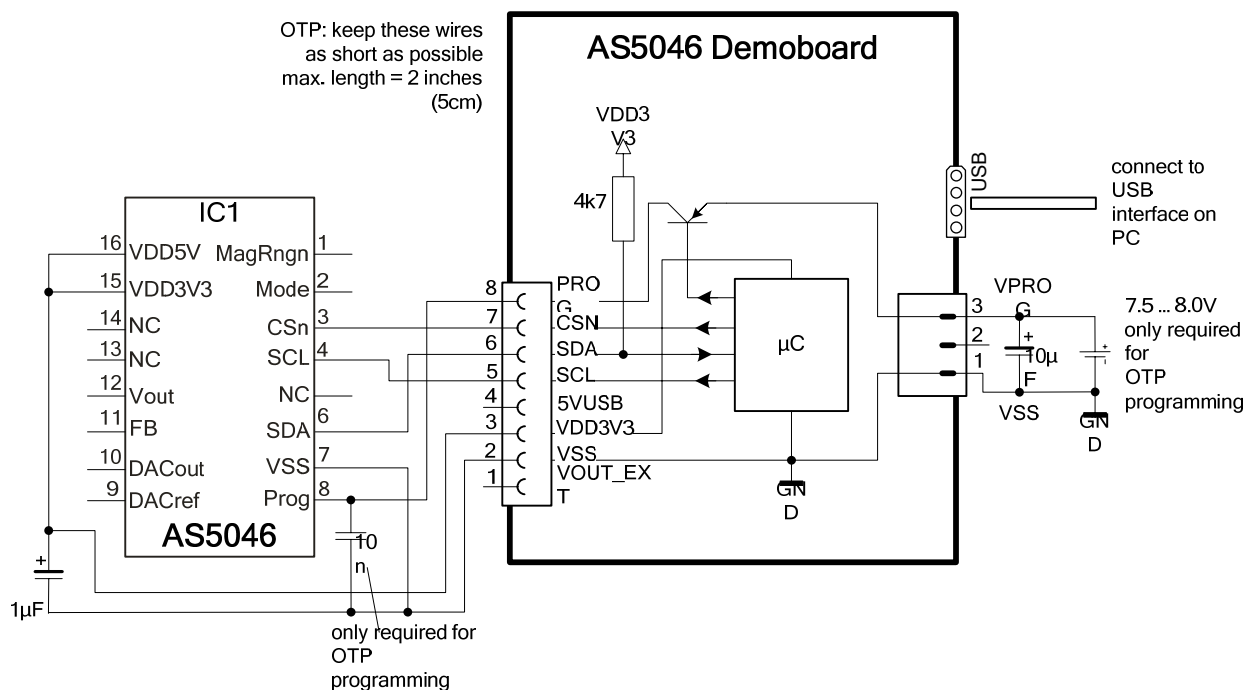 OTP: keep these wires
as short as possible
max. length = 2 inches
(5cm)
AS5046 Demoboard
VDD3
V3
4k7
USB
connect to
USB
interface on
PC
IC1
16
VDD5V
MagRngn
1
15
VDD3V3
Mode
2
14
NC
CSn
3
13
NC
SCL
4
12
Vout
NC
11
FB
SDA
6
10
DACout
VSS
7
9
DACref
Prog
8
AS5046
8
PRO
G
7
CSN
6
SDA
5
SCL
4
5VUSB
3
VDD3V3
2
VSS
1
VOUT_EX
T
µC
GN
D
3
2
1
VPRO
G
+
10µ
F
VSS
+
-
GN
D
7.5 ... 8.0V
only required
for
OTP
programming
+
1µF
10
n
only required for
OTP
programming